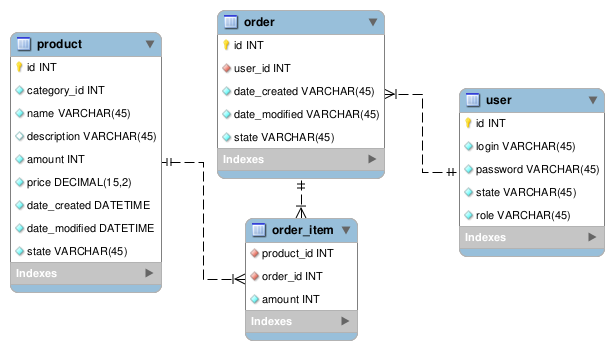 product
id INT
category_id INT
name VARCHAR(45)
description VARCHAR(45)
amount INT
price DECIMAL(15,2)
date_created DATETIME
date_modified DATETIME
state VARCHAR(45)
Indexes
order
id INT
user_id INT
date_created VARCHAR(45)
date_modified VARCHAR(45)
state VARCHAR(45)
Indexes
user
id INT
login VARCHAR(45)
password VARCHAR(45)
state VARCHAR(45)
role VARCHAR(45)
Indexes
order_item
product_id INT
order_id INT
amount INT
Indexes